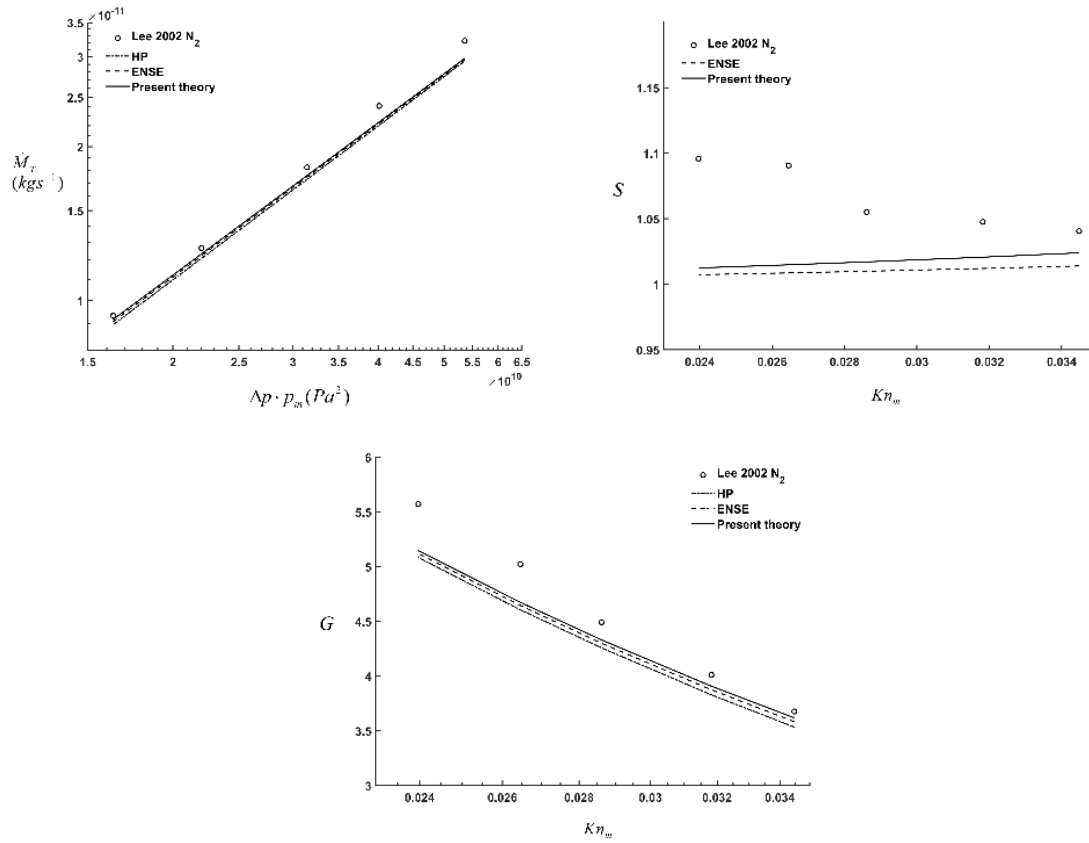 ×10⁻¹¹
3.5
3
2.5
2
1.5
1
Lee 2002 N₂
HP
ENSE
Present theory
Ṁ_T
(kgs⁻¹)
1.5 2 2.5 3 3.5 4 4.5 5 5.5 6 6.5
×10¹⁰
Δp · p_in (Pa²)
1.15
1.1
1.05
1
0.95
Lee 2002 N₂
ENSE
Present theory
S
0.024 0.026 0.028 0.03 0.032 0.034
Kn_m
6
5.5
5
4.5
4
3.5
3
Lee 2002 N₂
HP
ENSE
Present theory
G
0.024 0.026 0.028 0.03 0.032 0.034
Kn_m